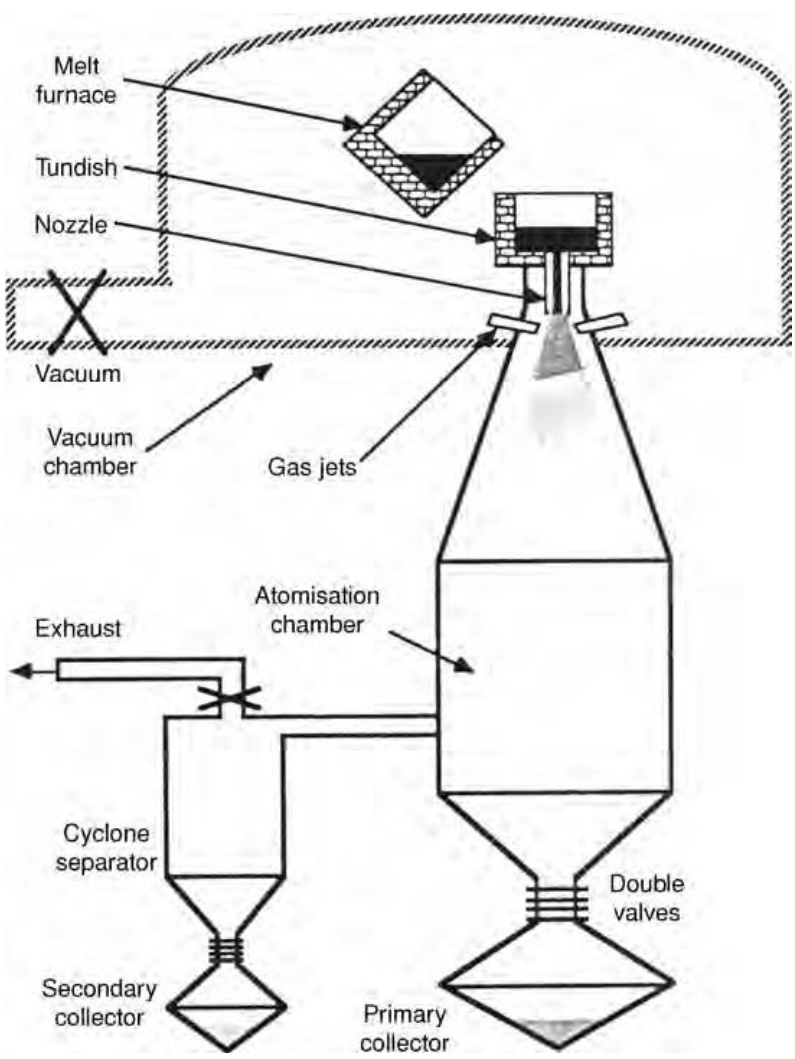 Melt
furnace
Tundish
Nozzle
Vacuum
Vacuum
chamber
Gas jets
Atomisation
chamber
Exhaust
Cyclone
separator
Double
valves
Secondary
collector
Primary
collector